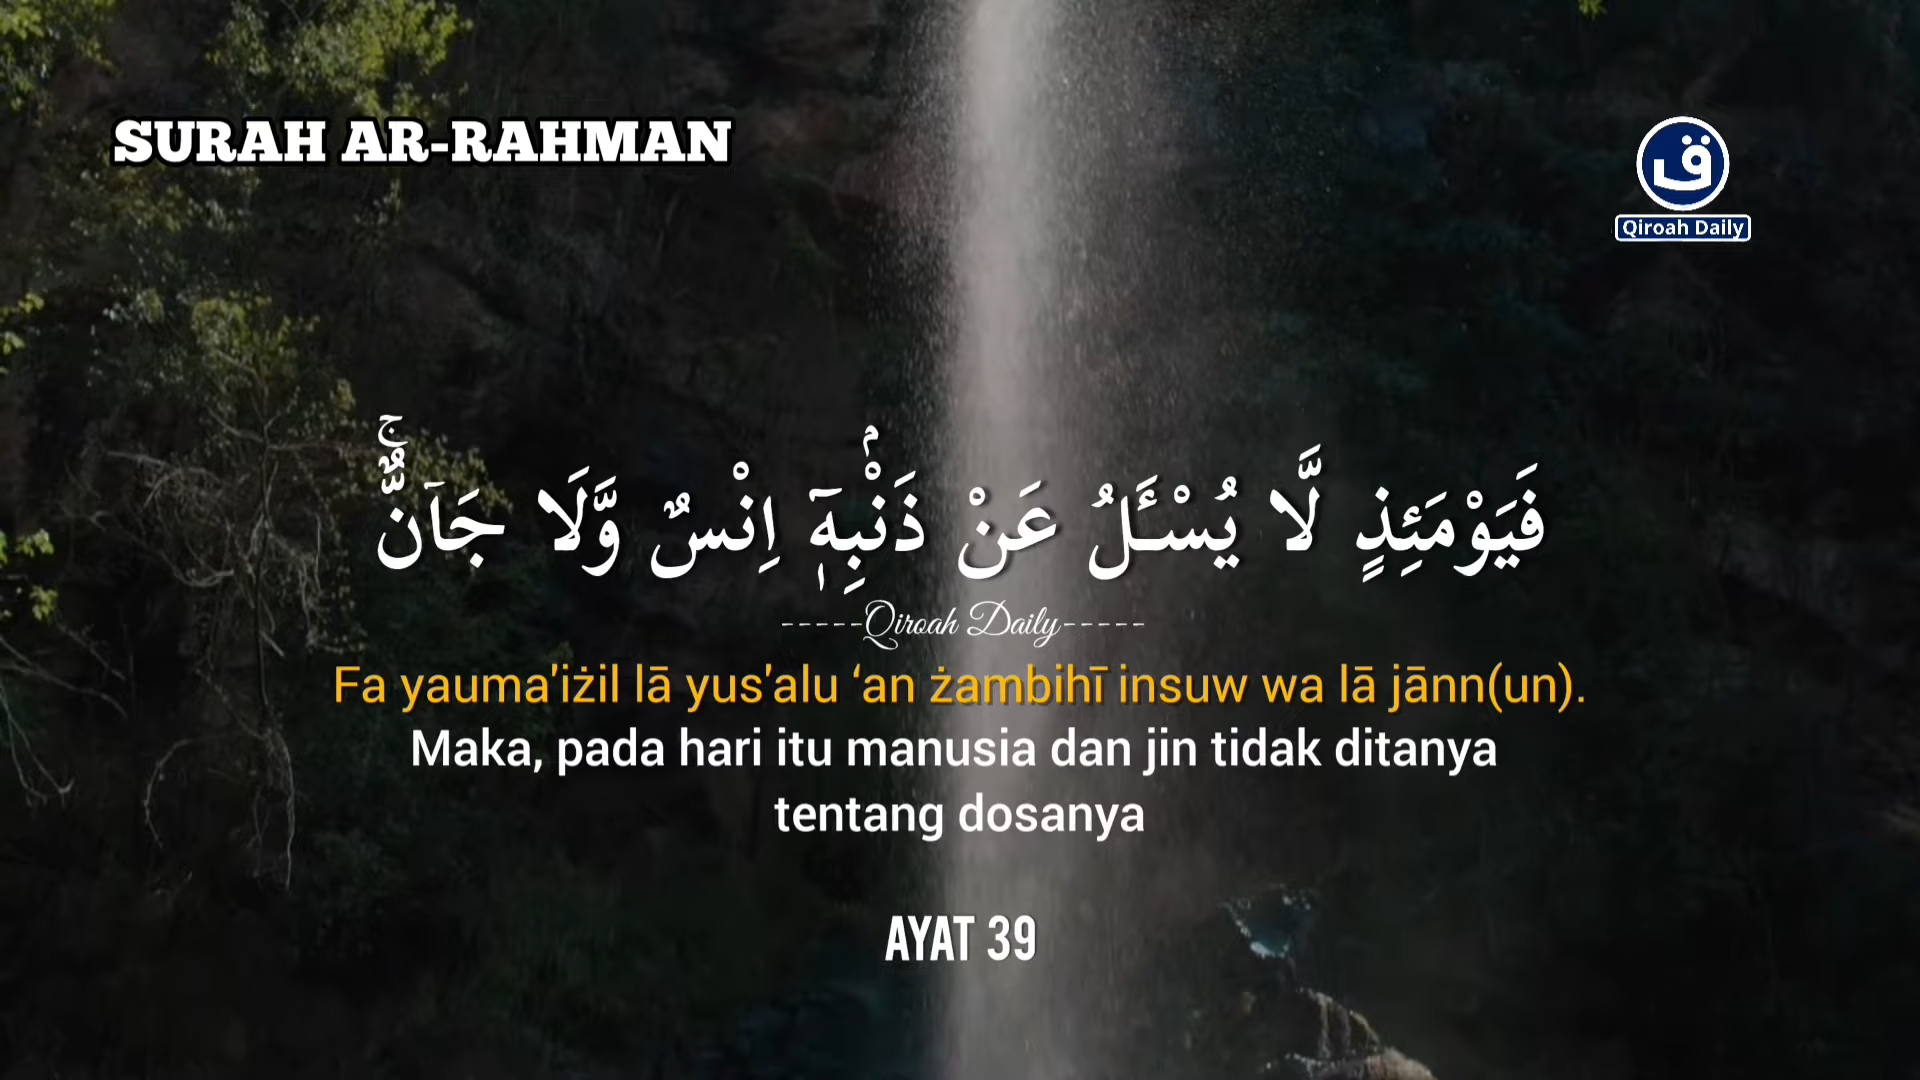 SURAH AR-RAHMAN
ق
Qiroah Daily
فَيَوْمَئِذٍ لَّا يُسْـَٔلُ عَنْ ذَنْۢبِهٖٓ اِنْسٌ وَّلَا جَاۤنٌّۚ
-----Qiroah Daily-----
Fa yauma'iżil lā yus'alu ‘an żambihī insuw wa lā jānn(un).
Maka, pada hari itu manusia dan jin tidak ditanya
tentang dosanya
AYAT 39